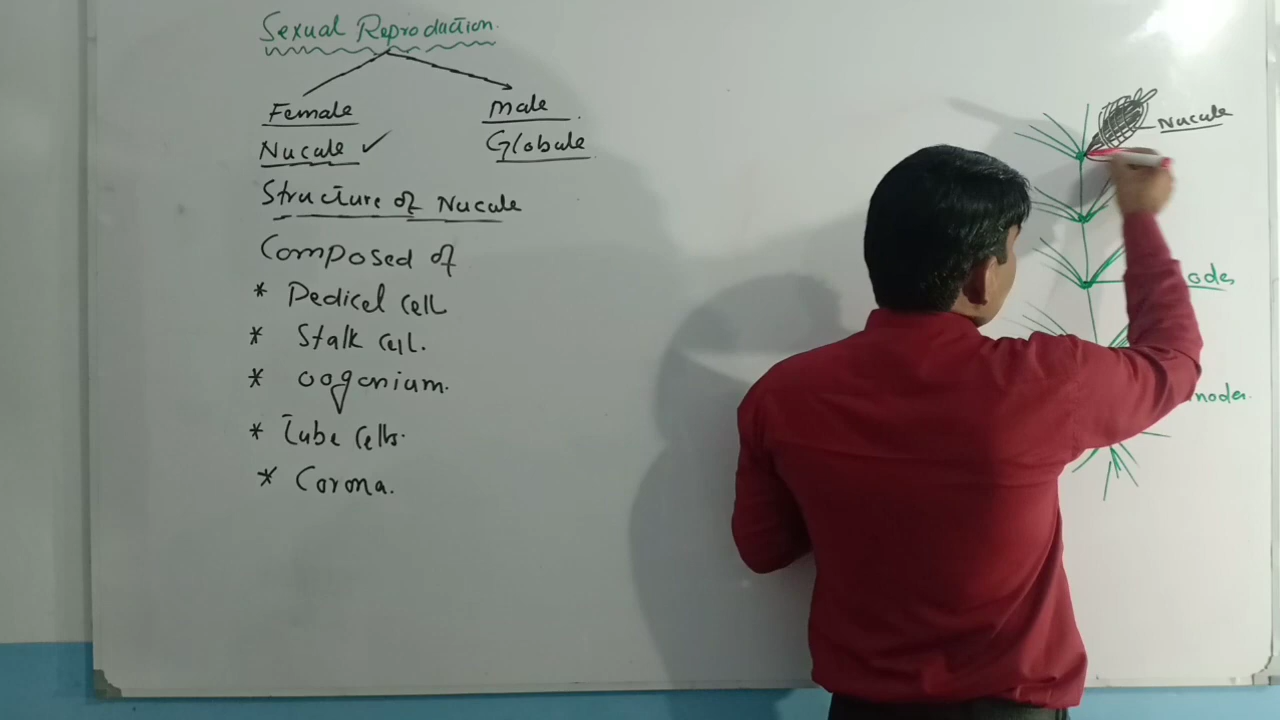 Sexual Reproduction.
Female
Male
Nucule ✓
Globule
Structure of Nucule
Composed of
* Pedicel cell
* Stalk cell.
* oogonium.
* Tube cells.
* Corona.
Nucule
odes
nodes.